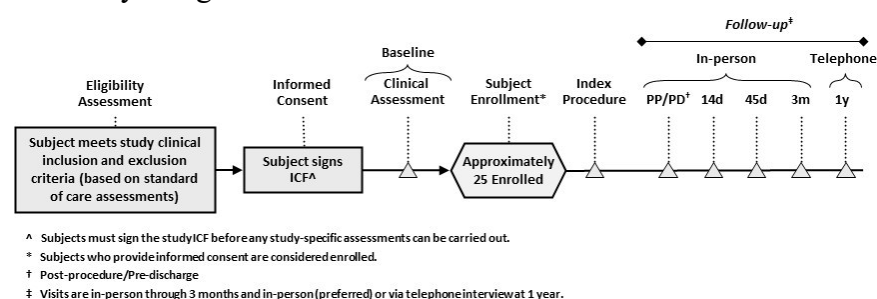 Follow-up‡
Baseline
In-person
Telephone
Eligibility
Assessment
Informed
Consent
Clinical
Assessment
Subject
Enrollment*
Index
Procedure
PP/PD†
14d
45d
3m
1y
Subject meets study clinical
inclusion and exclusion
criteria (based on standard
of care assessments)
Subject signs
ICF^
Approximately
25 Enrolled
^ Subjects must sign the study ICF before any study-specific assessments can be carried out.
* Subjects who provide informed consent are considered enrolled.
† Post-procedure/Pre-discharge
‡ Visits are in-person through 3 months and in-person (preferred) or via telephone interview at 1 year.